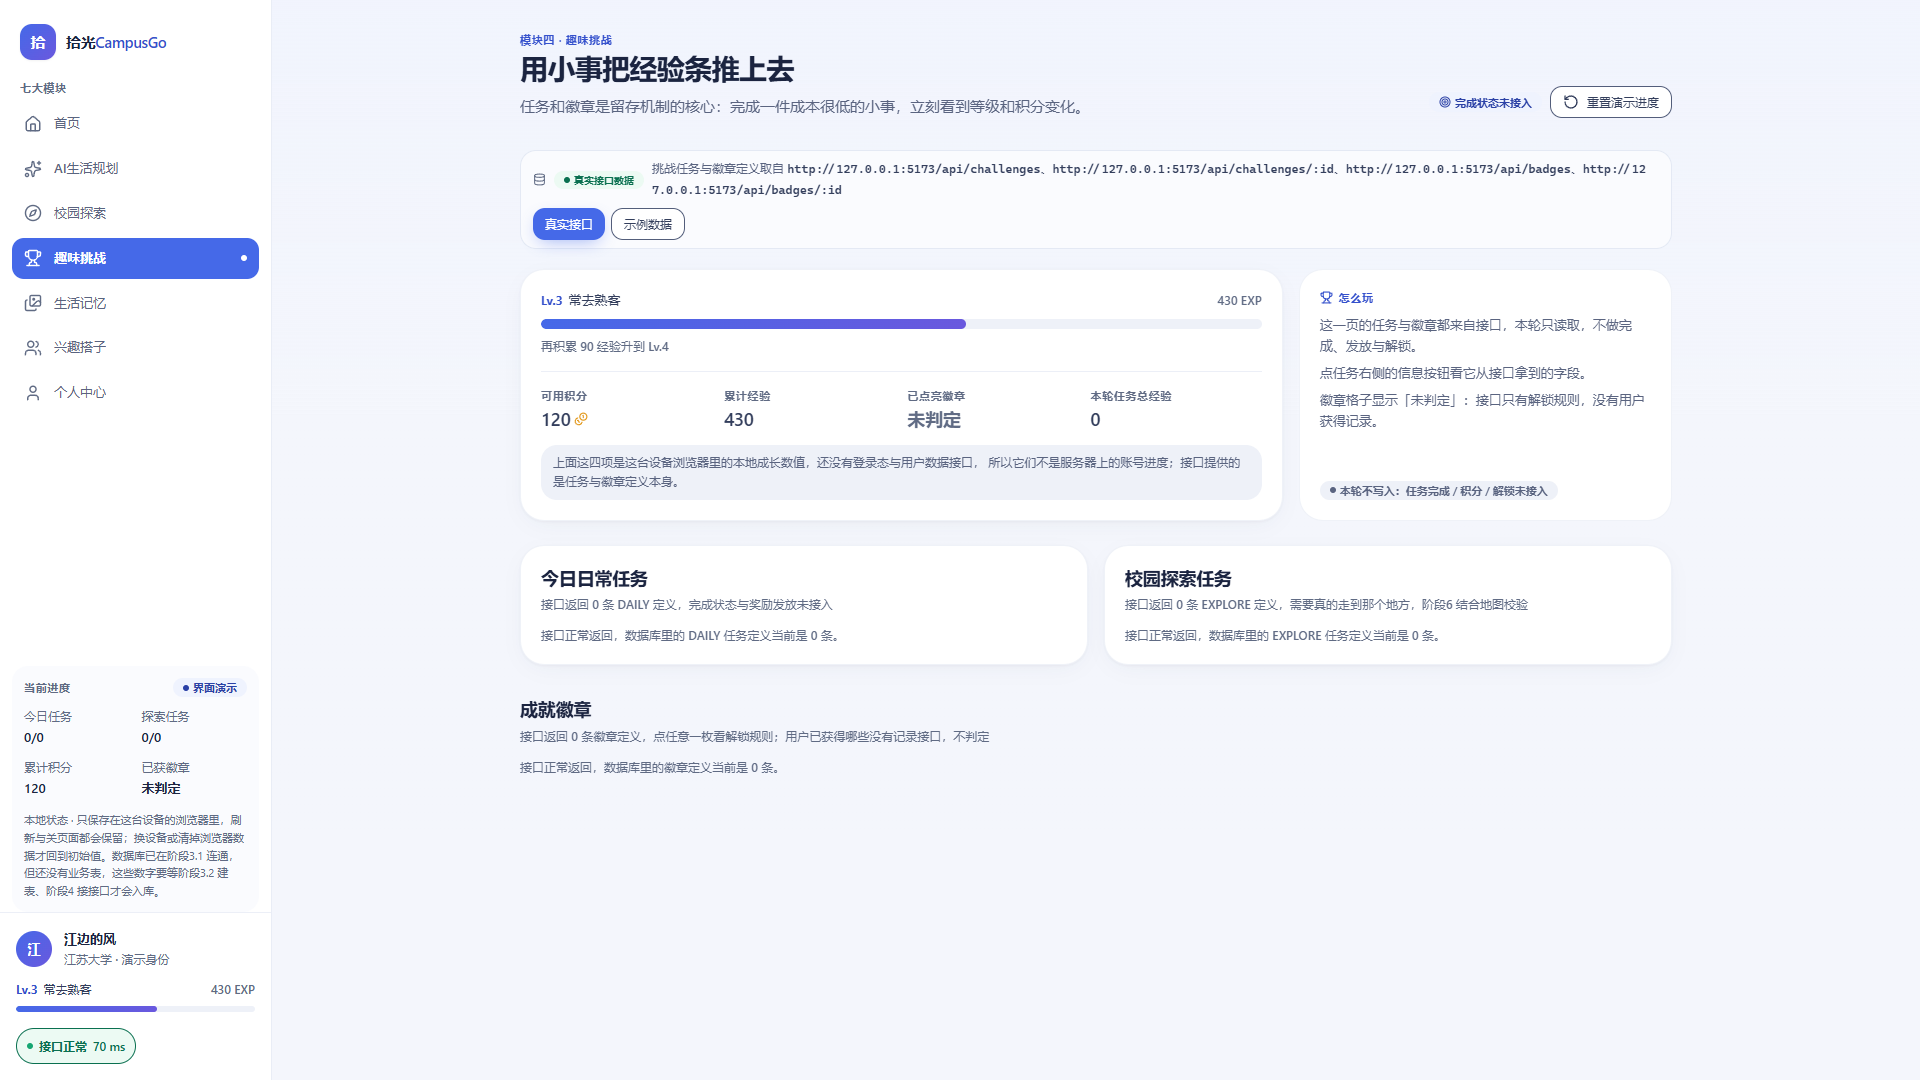 拾 拾光CampusGo
七大模块
首页
AI生活规划
校园探索
趣味挑战
生活记忆
兴趣搭子
个人中心
当前进度 界面演示
今日任务 探索任务
0/0 0/0
累计积分 已获徽章
120 未判定
本地状态 · 只保存在这台设备的浏览器里，刷
新与关页面都会保留；换设备或清掉浏览器数
据才回到初始值。数据库已在阶段3.1 连通，
但还没有业务表，这些数字要等阶段3.2 建
表、阶段4 接接口才会入库。
江 江边的风
江苏大学 · 演示身份
Lv.3 常去熟客 430 EXP
接口正常 70 ms
模块四 · 趣味挑战
用小事把经验条推上去
任务和徽章是留存机制的核心：完成一件成本很低的小事，立刻看到等级和积分变化。
完成状态未接入 重置演示进度
真实接口数据 挑战任务与徽章定义取自 http://127.0.0.1:5173/api/challenges、http://127.0.0.1:5173/api/challenges/:id、http://127.0.0.1:5173/api/badges、http://12
7.0.0.1:5173/api/badges/:id
真实接口 示例数据
Lv.3 常去熟客 430 EXP
再积累 90 经验升到 Lv.4
可用积分 累计经验 已点亮徽章 本轮任务总经验
120 430 未判定 0
上面这四项是这台设备浏览器里的本地成长数值，还没有登录态与用户数据接口， 所以它们不是服务器上的账号进度；接口提供的
是任务与徽章定义本身。
怎么玩
这一页的任务与徽章都来自接口，本轮只读取，不做完
成、发放与解锁。
点任务右侧的信息按钮看它从接口拿到的字段。
徽章格子显示「未判定」：接口只有解锁规则，没有用户
获得记录。
本轮不写入：任务完成 / 积分 / 解锁未接入
今日日常任务
接口返回 0 条 DAILY 定义，完成状态与奖励发放未接入
接口正常返回，数据库里的 DAILY 任务定义当前是 0 条。
校园探索任务
接口返回 0 条 EXPLORE 定义，需要真的走到那个地方，阶段6 结合地图校验
接口正常返回，数据库里的 EXPLORE 任务定义当前是 0 条。
成就徽章
接口返回 0 条徽章定义，点任意一枚看解锁规则；用户已获得哪些没有记录接口，不判定
接口正常返回，数据库里的徽章定义当前是 0 条。